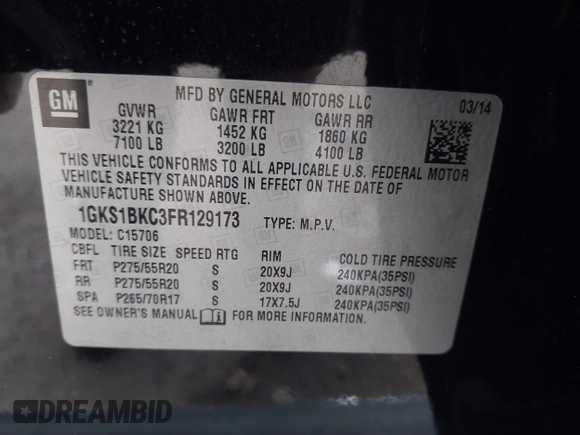 GM
®
MFD BY GENERAL MOTORS LLC 03/14
GVWR GAWR FRT GAWR RR
3221 KG 1452 KG 1860 KG
7100 LB 3200 LB 4100 LB
THIS VEHICLE CONFORMS TO ALL APPLICABLE U.S. FEDERAL MOTOR
VEHICLE SAFETY STANDARDS IN EFFECT ON THE DATE OF
MANUFACTURE SHOWN ABOVE.
1GKS1BKC3FR129173 TYPE: M.P.V.
MODEL: C15706
CBFL TIRE SIZE SPEED RTG RIM COLD TIRE PRESSURE
FRT P275/55R20 S 20X9J 240KPA(35PSI)
RR P275/55R20 S 20X9J 240KPA(35PSI)
SPA P265/70R17 S 17X7.5J 240KPA(35PSI)
SEE OWNER'S MANUAL FOR MORE INFORMATION.
DREAMBID